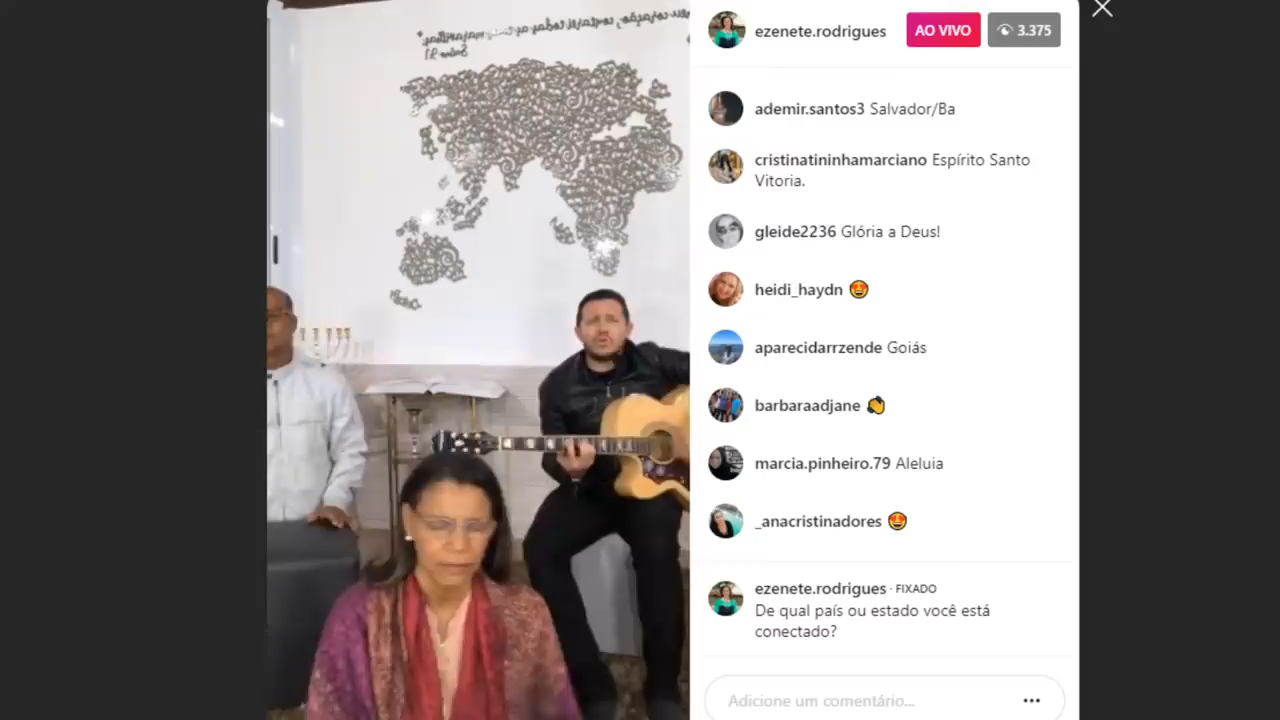 ezenete.rodrigues AO VIVO 3.375
ademir.santos3 Salvador/Ba
cristinatininhamarciano Espírito Santo
Vitoria.
gleide2236 Glória a Deus!
heidi_haydn 🤩
aparecidarrzende Goiás
barbaraadjane 👏
marcia.pinheiro.79 Aleluia
_anacristinadores 🤩
ezenete.rodrigues · FIXADO
De qual país ou estado você está
conectado?
Adicione um comentário...